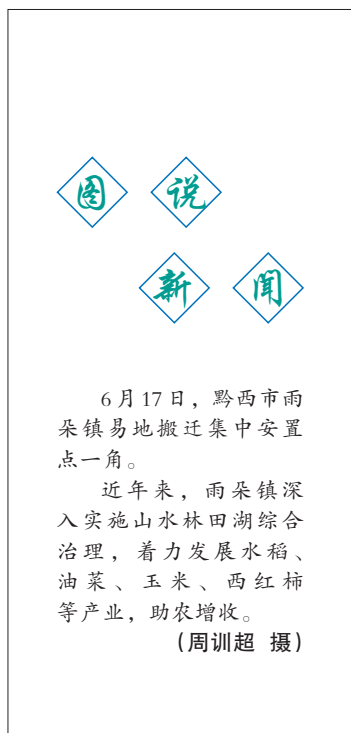 图 说
新 闻
6月17日，黔西市雨
朵镇易地搬迁集中安置
点一角。
近年来，雨朵镇深
入实施山水林田湖综合
治理，着力发展水稻、
油菜、玉米、西红柿
等产业，助农增收。
（周训超 摄）